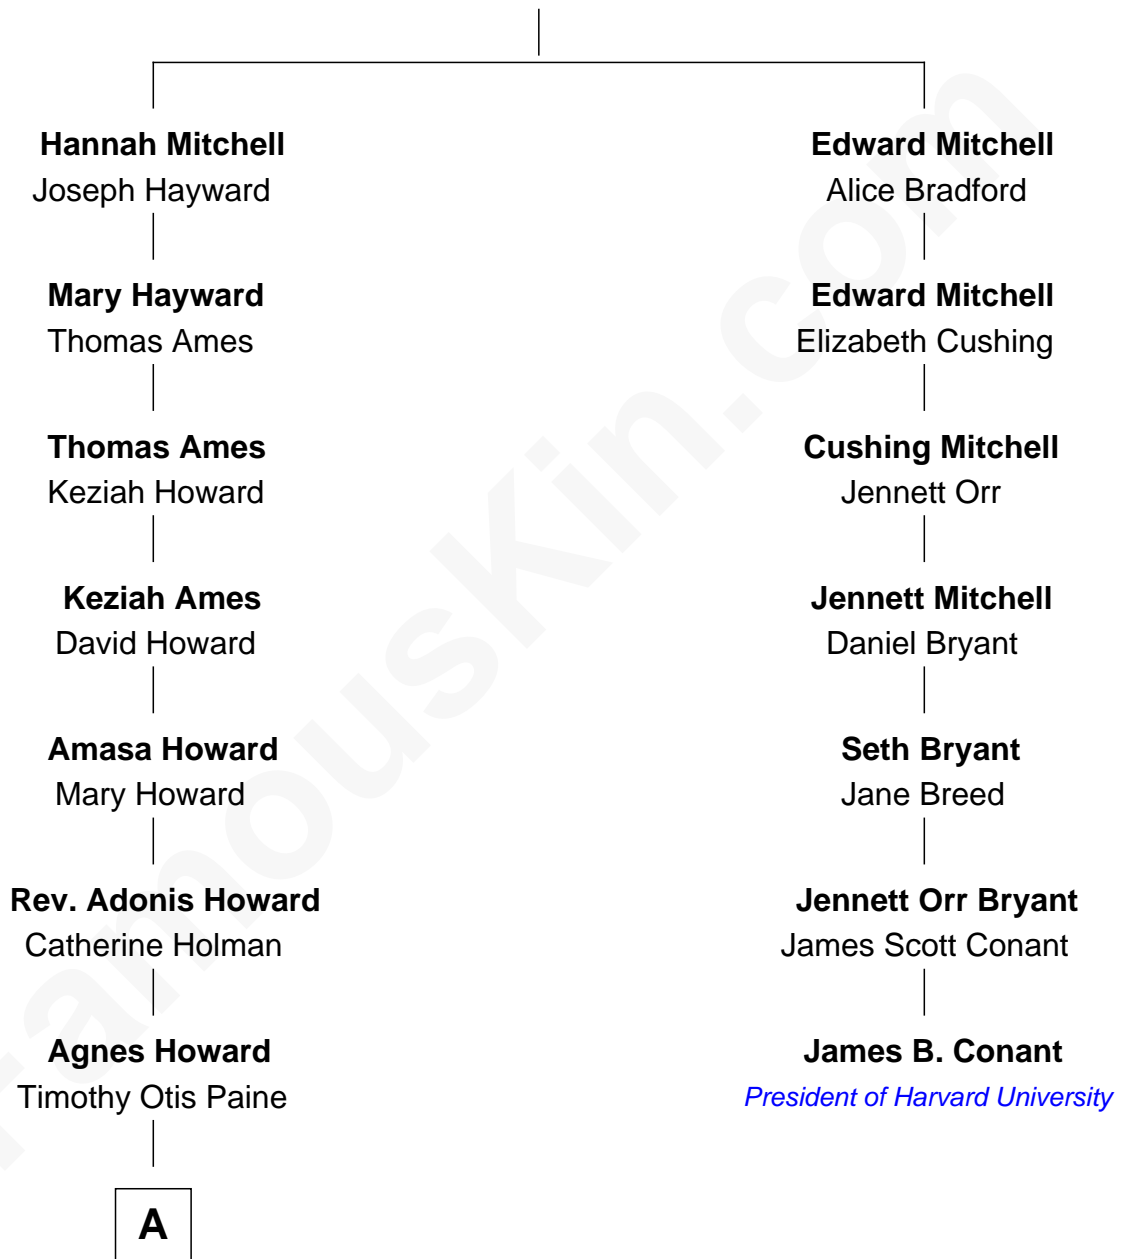 Hannah Mitchell
Joseph Hayward
Mary Hayward
Thomas Ames
Thomas Ames
Keziah Howard
Keziah Ames
David Howard
Amasa Howard
Mary Howard
Rev. Adonis Howard
Catherine Holman
Agnes Howard
Timothy Otis Paine
A
Edward Mitchell
Alice Bradford
Edward Mitchell
Elizabeth Cushing
Cushing Mitchell
Jennett Orr
Jennett Mitchell
Daniel Bryant
Seth Bryant
Jane Breed
Jennett Orr Bryant
James Scott Conant
James B. Conant
President of Harvard University
FamousKin.com